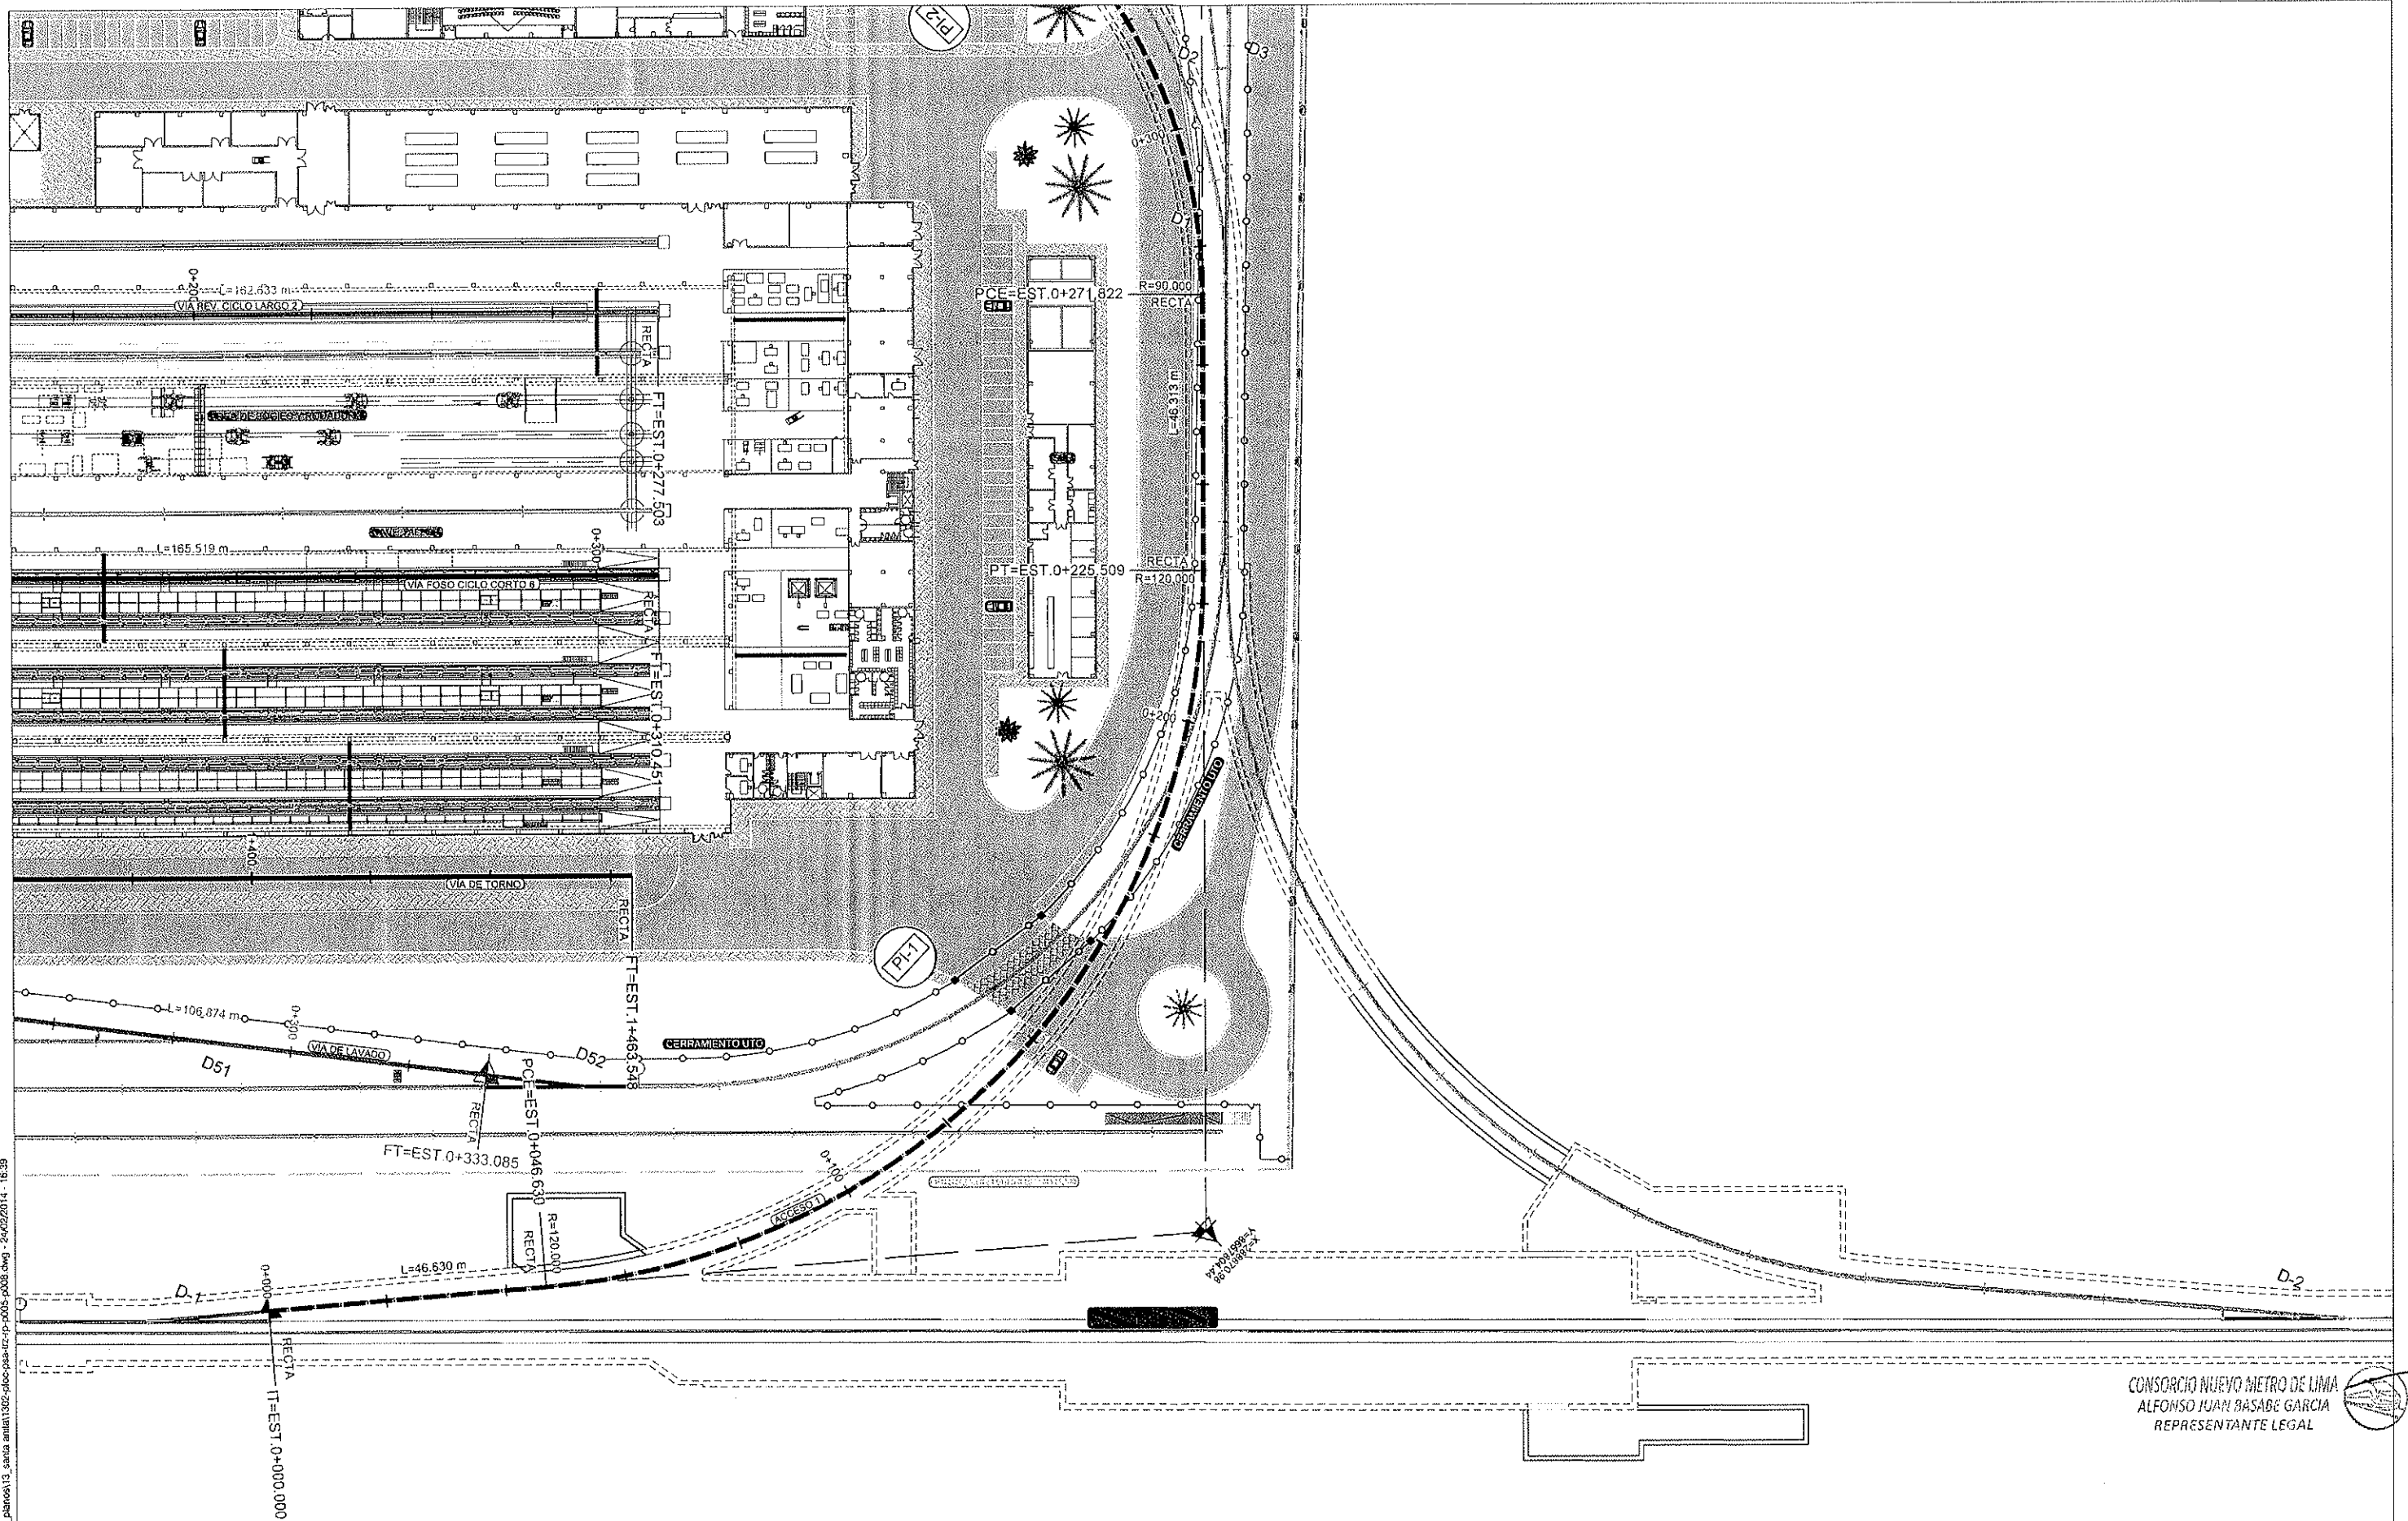 PI-2
D2
D3
0+300
D1
0+200
L=162.633 m
VIA REV. CICLO LARGO 2
RECTA
FT=EST.0+277.503
PCE=EST.0+271.822
R=90.000
RECTA
L=46.313 m
L=165.519 m
0+300
VIA FOSO CICLO CORTO 6
RECTA
FT=EST.0+310.451
RECTA
PT=EST.0+225.509
R=120.000
0+200
CERRAMIENTO UTO
1+400
VIA DE TORNO
RECTA
FT=EST.1+463.548
PI-1
L=106.874 m
0+300
VIA DE LAVADO
D51
D52
CERRAMIENTO UTO
RECTA
FT=EST.0+333.085
PCE=EST.0+046.630
R=120.000
RECTA
0+100
ACCESO 1
L=46.630 m
0+000
D-1
RECTA
IT=EST.0+000.000
D-2
CONSORCIO NUEVO METRO DE LIMA
ALFONSO JUAN BASABE GARCIA
REPRESENTANTE LEGAL